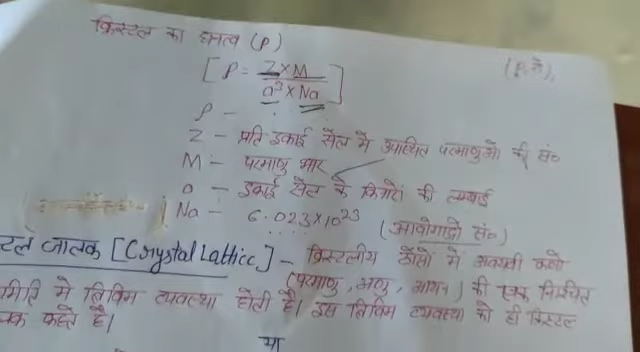 क्रिस्टल का घनत्व (ρ)
[ ρ = Z×M / a³×Na ]
(P.T.O.)
ρ -
Z - प्रति इकाई सेल में उपस्थित परमाणुओं की सं०
M - परमाणु भार
a - इकाई सेल के किनारों की लम्बाई
Na - 6.023×10²³ (आवोगाद्रो सं०)
स्टल जालक [Crystal Lattice] - क्रिस्टलीय ठोसों में अवयवी कणों
(परमाणु, अणु, आयन) की एक निश्चित
मिति में त्रिविम व्यवस्था होती है। इस त्रिविम व्यवस्था को ही क्रिस्टल
लक कहते है।
या